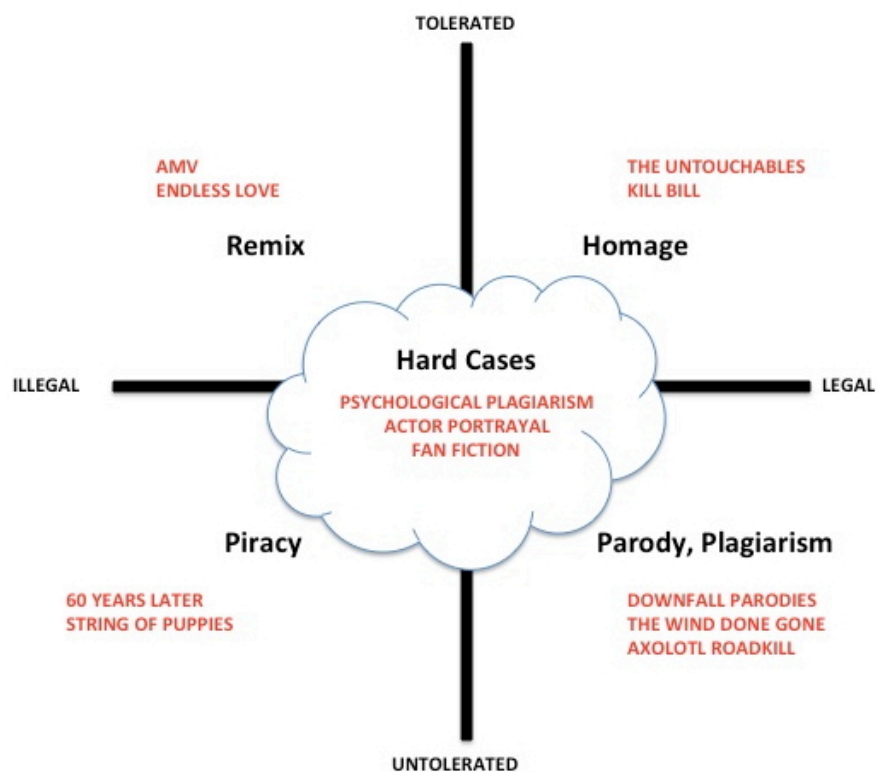 TOLERATED
AMV
ENDLESS LOVE
Remix
THE UNTOUCHABLES
KILL BILL
Homage
ILLEGAL
LEGAL
Hard Cases
PSYCHOLOGICAL PLAGIARISM
ACTOR PORTRAYAL
FAN FICTION
Piracy
60 YEARS LATER
STRING OF PUPPIES
Parody, Plagiarism
DOWNFALL PARODIES
THE WIND DONE GONE
AXOLOTL ROADKILL
UNTOLERATED